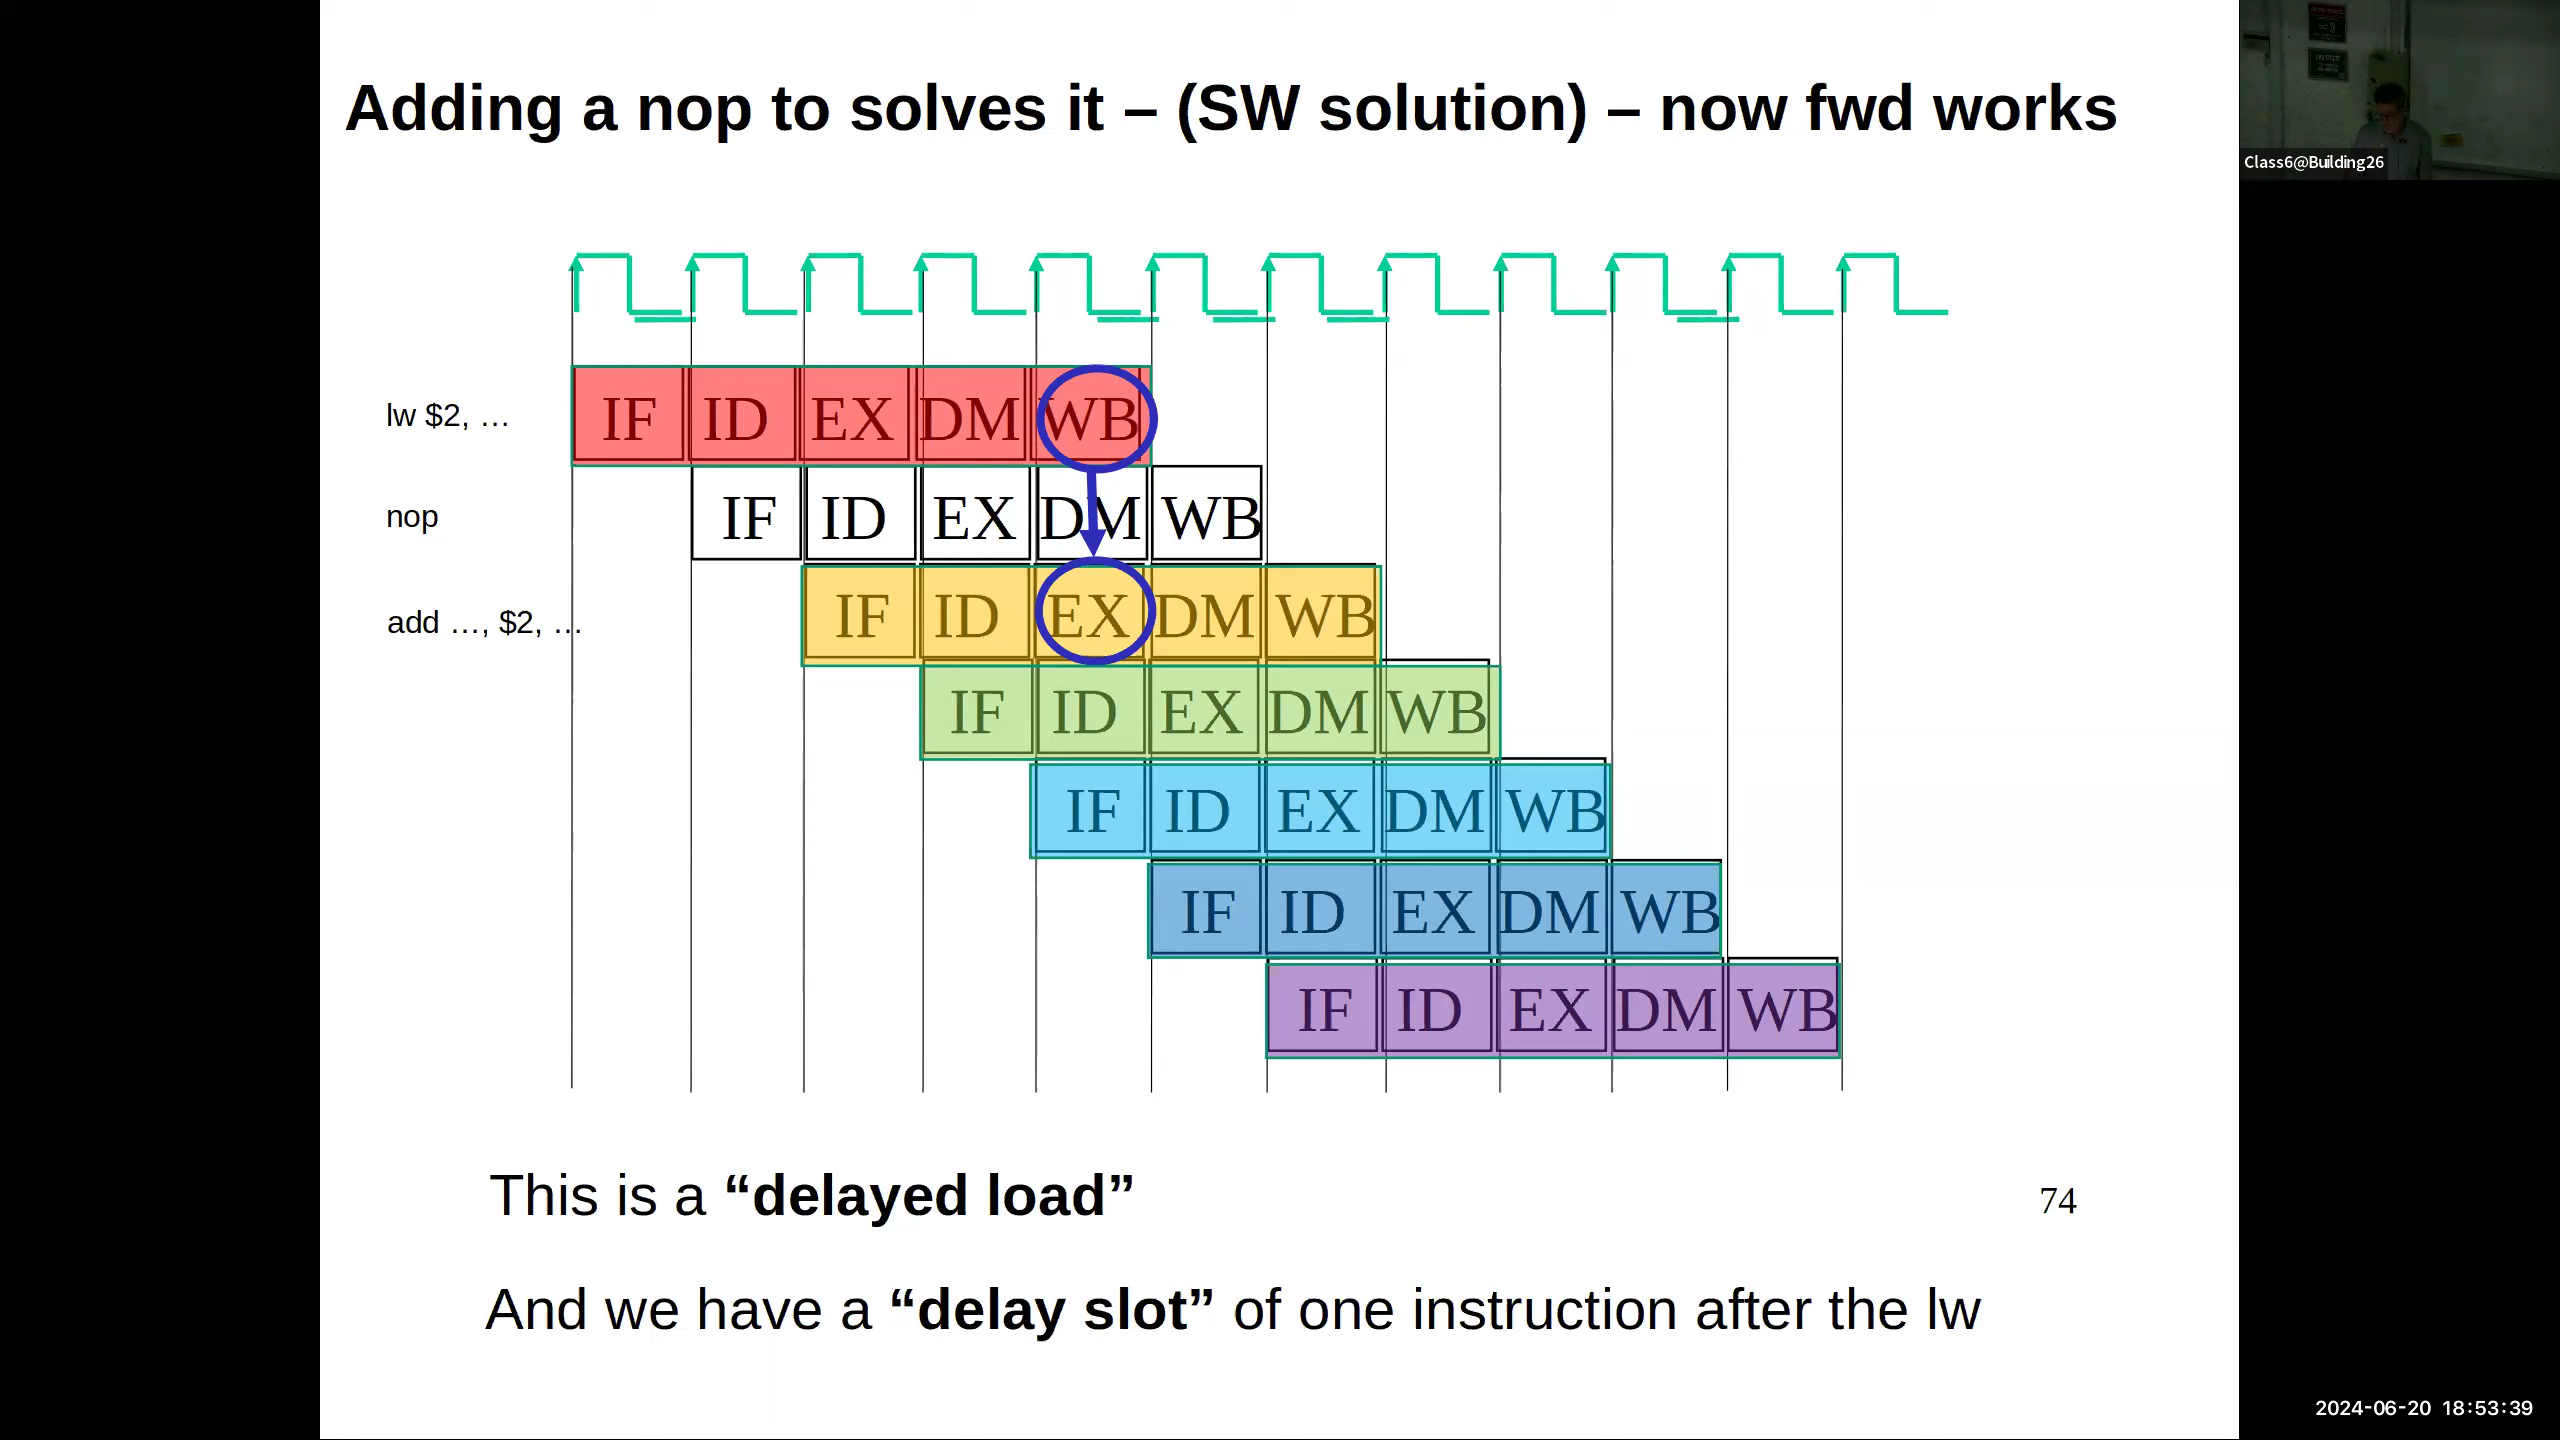 Adding a nop to solves it – (SW solution) – now fwd works
Class6@Building26
lw $2, … IF ID EX DM WB
nop IF ID EX DM WB
add …, $2, … IF ID EX DM WB
IF ID EX DM WB
IF ID EX DM WB
IF ID EX DM WB
IF ID EX DM WB
This is a “delayed load”
74
And we have a “delay slot” of one instruction after the lw
2024-06-20 18:53:39